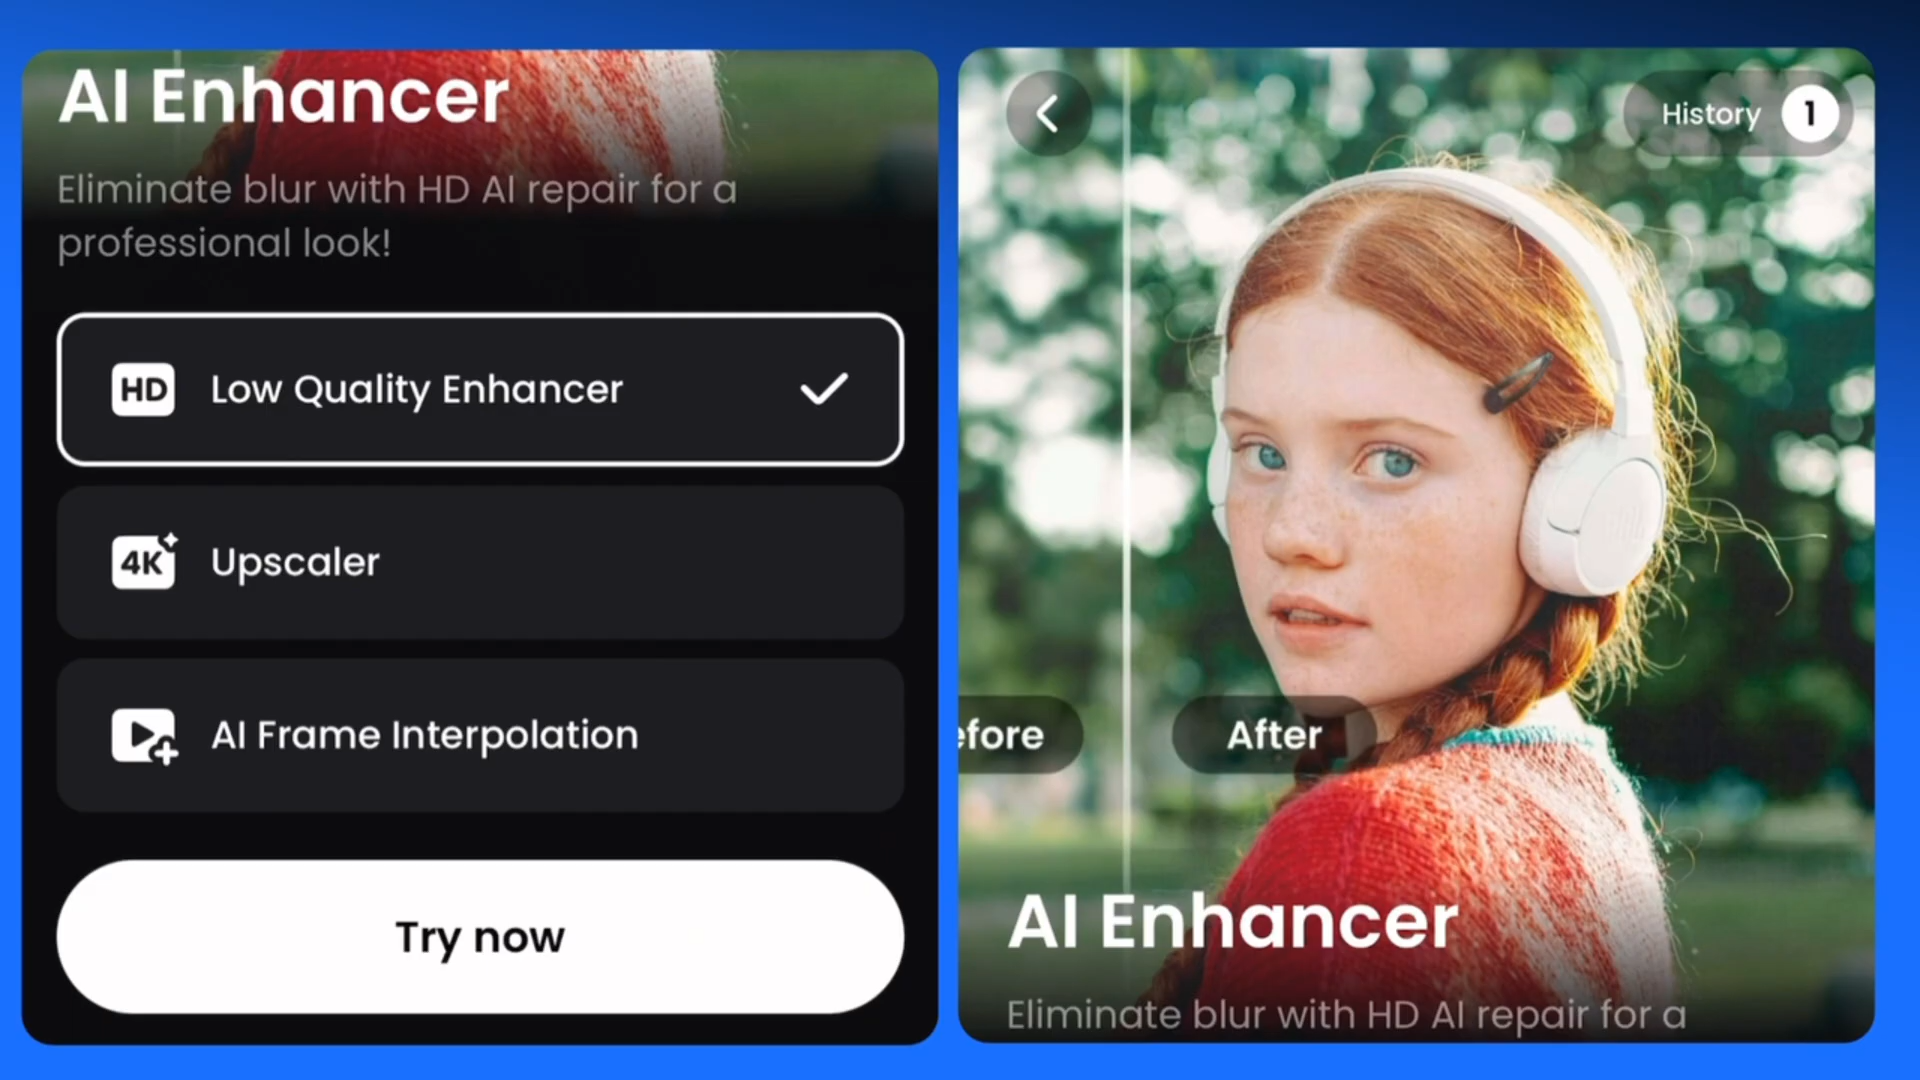 AI Enhancer
Eliminate blur with HD AI repair for a
professional look!
HD Low Quality Enhancer
4K Upscaler
AI Frame Interpolation
Try now
History 1
efore After
AI Enhancer
Eliminate blur with HD AI repair for a